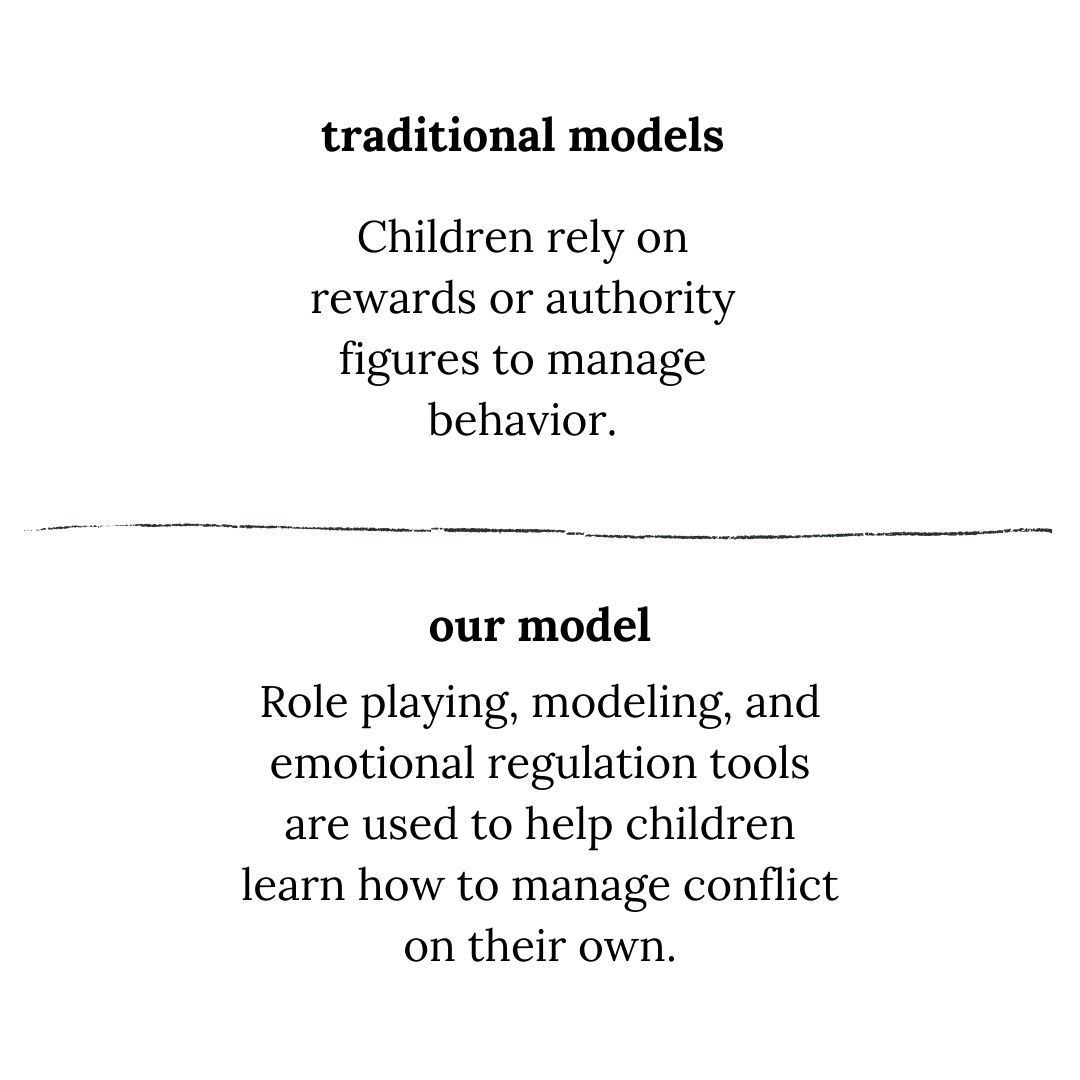 traditional models
Children rely on
rewards or authority
figures to manage
behavior.
our model
Role playing, modeling, and
emotional regulation tools
are used to help children
learn how to manage conflict
on their own.